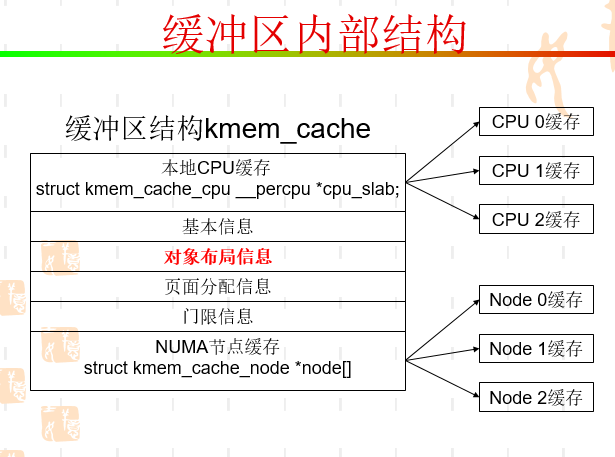 缓冲区内部结构
缓冲区结构kmem_cache
本地CPU缓存
struct kmem_cache_cpu __percpu *cpu_slab;
基本信息
对象布局信息
页面分配信息
门限信息
NUMA节点缓存
struct kmem_cache_node *node[]
CPU 0缓存
CPU 1缓存
CPU 2缓存
Node 0缓存
Node 1缓存
Node 2缓存